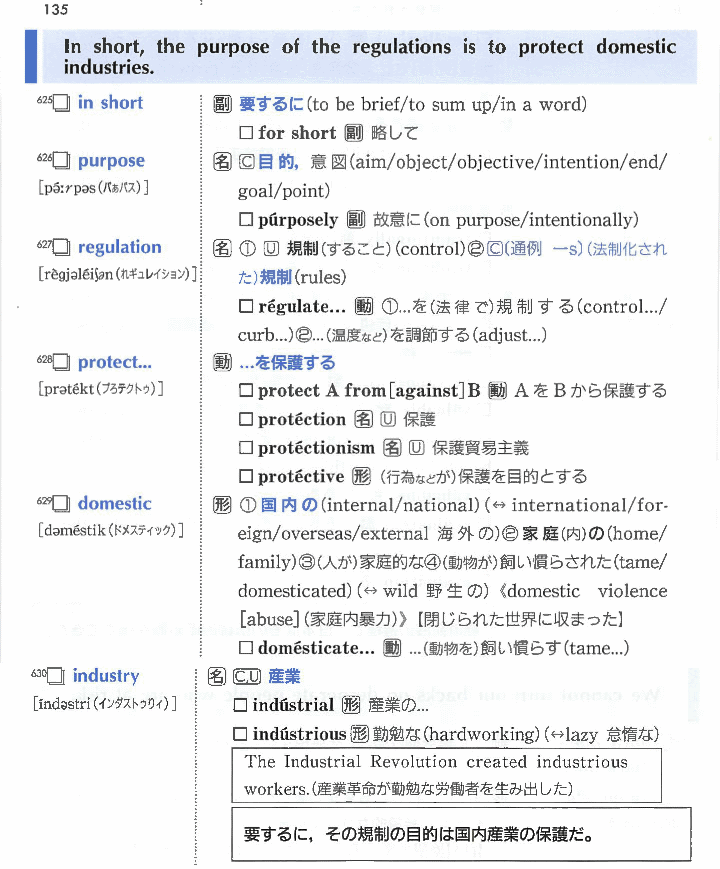 135
In short, the purpose of the regulations is to protect domestic
industries.
625□ in short
副 要するに(to be brief/to sum up/in a word)
□ for short 副 略して
626□ purpose
[pə́ːrpəs(パぁパス)]
名 C 目的, 意図(aim/object/objective/intention/end/
goal/point)
□ púrposely 副 故意に(on purpose/intentionally)
627□ regulation
[règjəléiʃən(れギュレイション)]
名 ① U 規制(すること)(control)② C(通例 ―s)(法制化され
た)規制(rules)
□ régulate... 動 ①...を(法律で)規制する(control.../
curb...)②...(温度など)を調節する(adjust...)
628□ protect...
[prətékt(プろテクトゥ)]
動 ...を保護する
□ protect A from[against]B 動 A を B から保護する
□ protéction 名 U 保護
□ protéctionism 名 U 保護貿易主義
□ protéctive 形 (行為などが)保護を目的とする
629□ domestic
[dəméstik(ドメスティック)]
形 ①国内の(internal/national) (↔ international/for-
eign/overseas/external 海外の)②家庭(内)の(home/
family)③(人が)家庭的な④(動物が)飼い慣らされた(tame/
domesticated) (↔ wild 野生の) 《domestic violence
[abuse] (家庭内暴力)》【閉じられた世界に収まった】
□ domésticate... 動 ...(動物を)飼い慣らす(tame...)
630□ industry
[índəstri(インダストゥり)]
名 C,U 産業
□ indústrial 形 産業の...
□ indústrious 形 勤勉な(hardworking) (↔lazy 怠惰な)
The Industrial Revolution created industrious
workers.(産業革命が勤勉な労働者を生み出した)
要するに，その規制の目的は国内産業の保護だ。